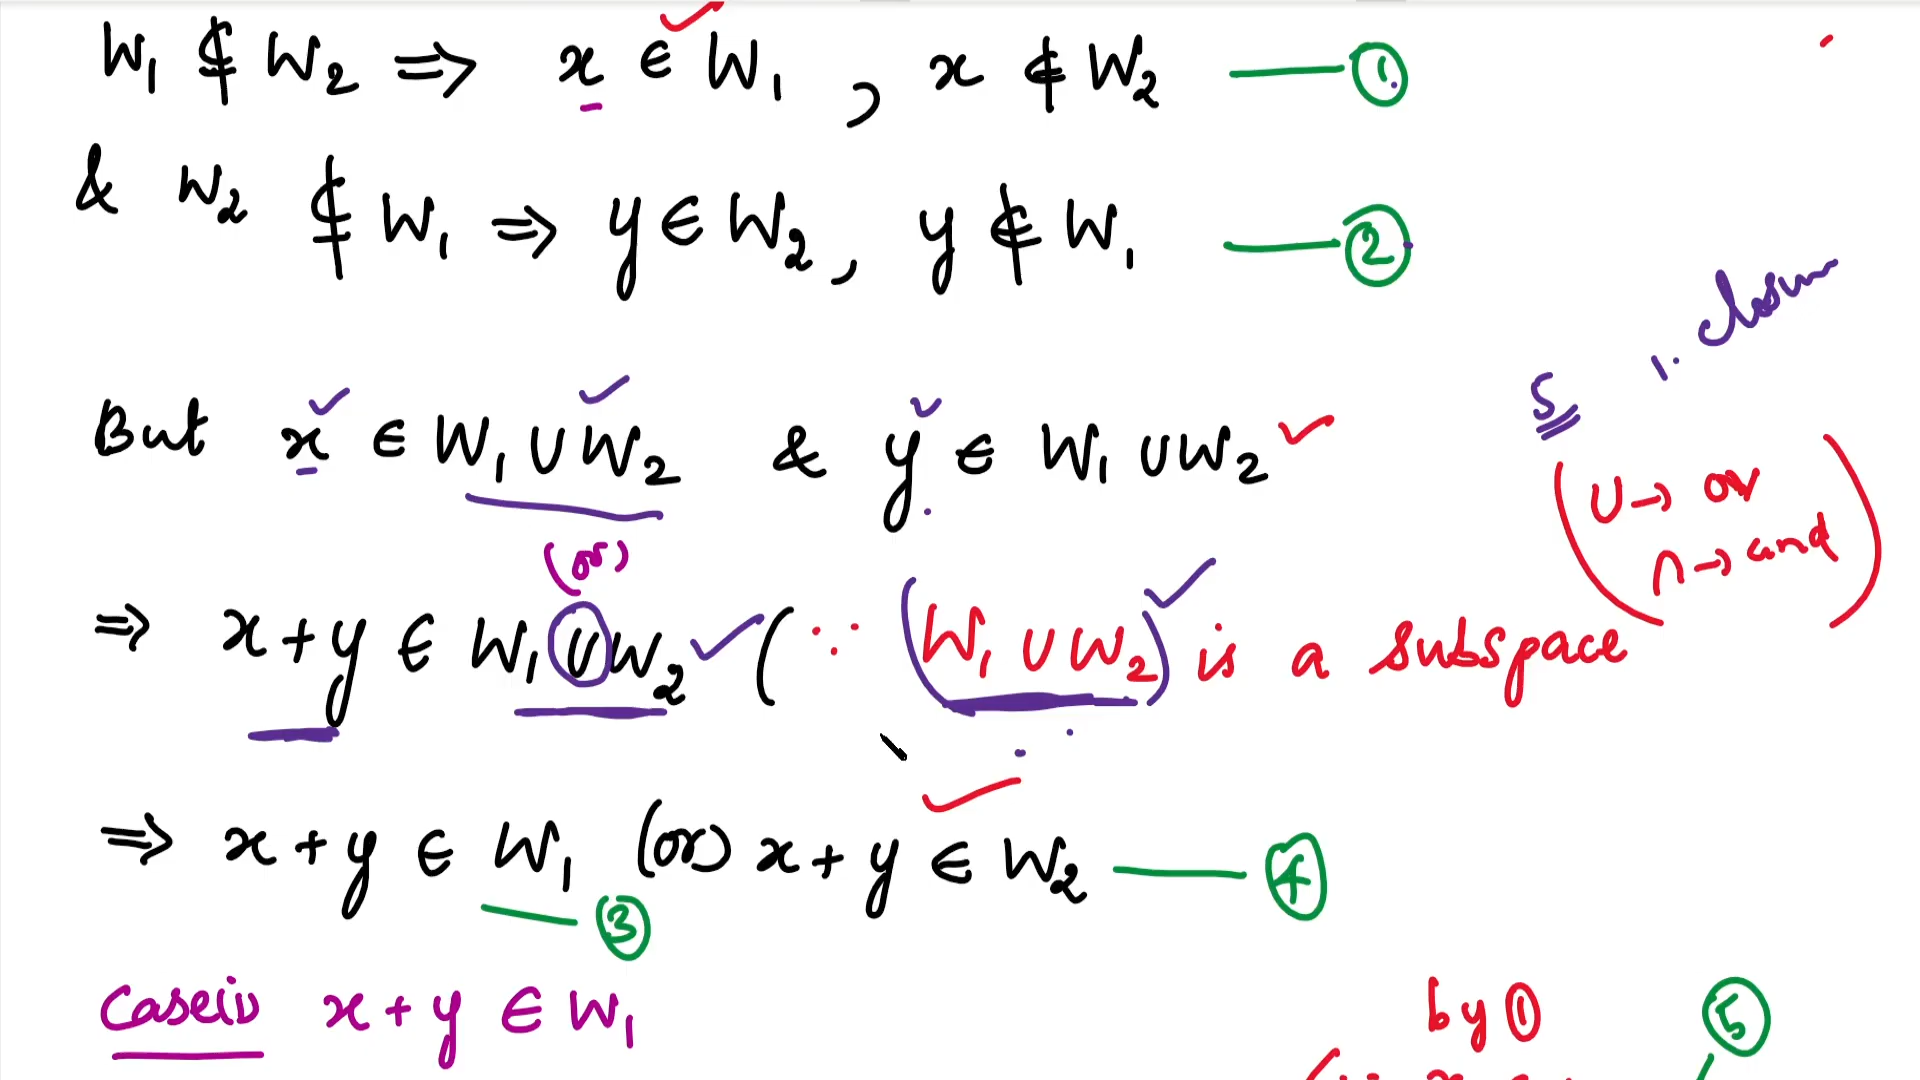 W₁ ⊈ W₂ ⇒ x ∈ W₁ , x ∉ W₂ —— ①
& W₂ ⊈ W₁ ⇒ y ∈ W₂ , y ∉ W₁ —— ②
S 1.
But x ∈ W₁ ∪ W₂ & y ∈ W₁ ∪ W₂
(∪ → or
∩ → and)
(or)
⇒ x + y ∈ W₁ ∪ W₂ (∵ (W₁ ∪ W₂) is a subspace
⇒ x + y ∈ W₁ (or) x + y ∈ W₂ —— ④
—— ③
Case i) x + y ∈ W₁
by ① ⑤